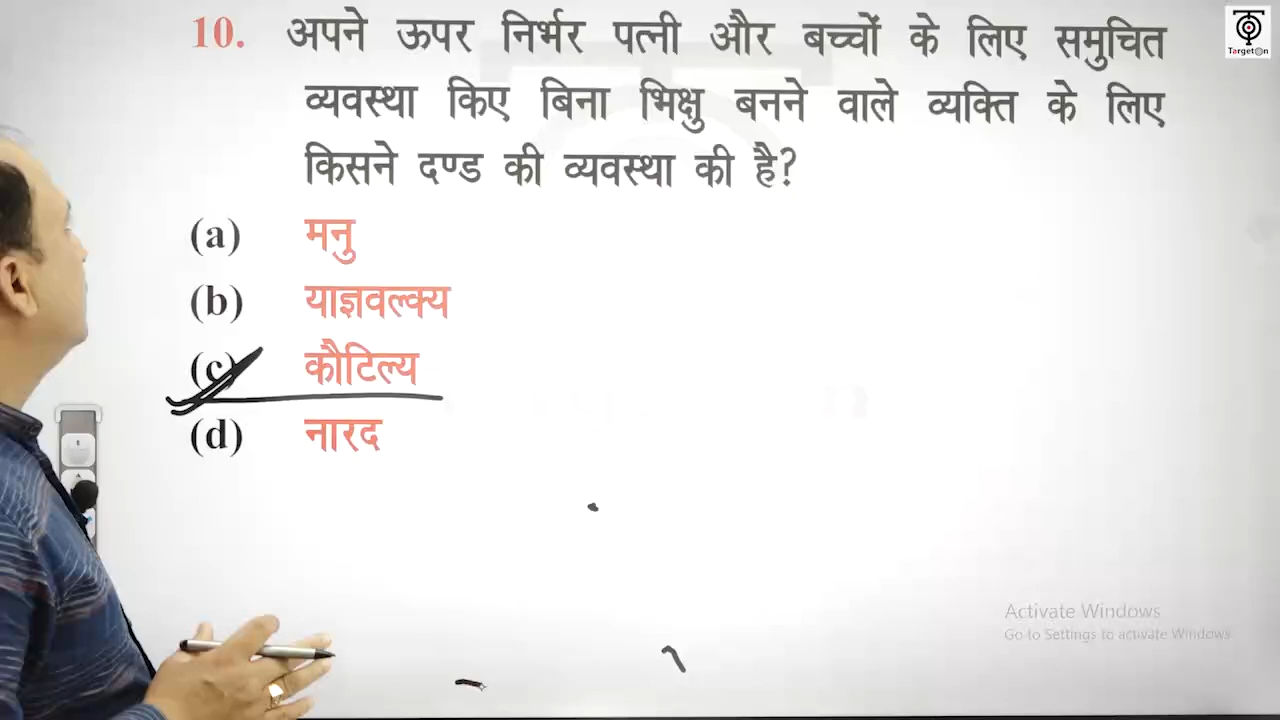 10. अपने ऊपर निर्भर पत्नी और बच्चों के लिए समुचित
व्यवस्था किए बिना भिक्षु बनने वाले व्यक्ति के लिए
किसने दण्ड की व्यवस्था की है?
(a) मनु
(b) याज्ञवल्क्य
(c) कौटिल्य
(d) नारद
TargetOn
Activate Windows
Go to Settings to activate Windows.